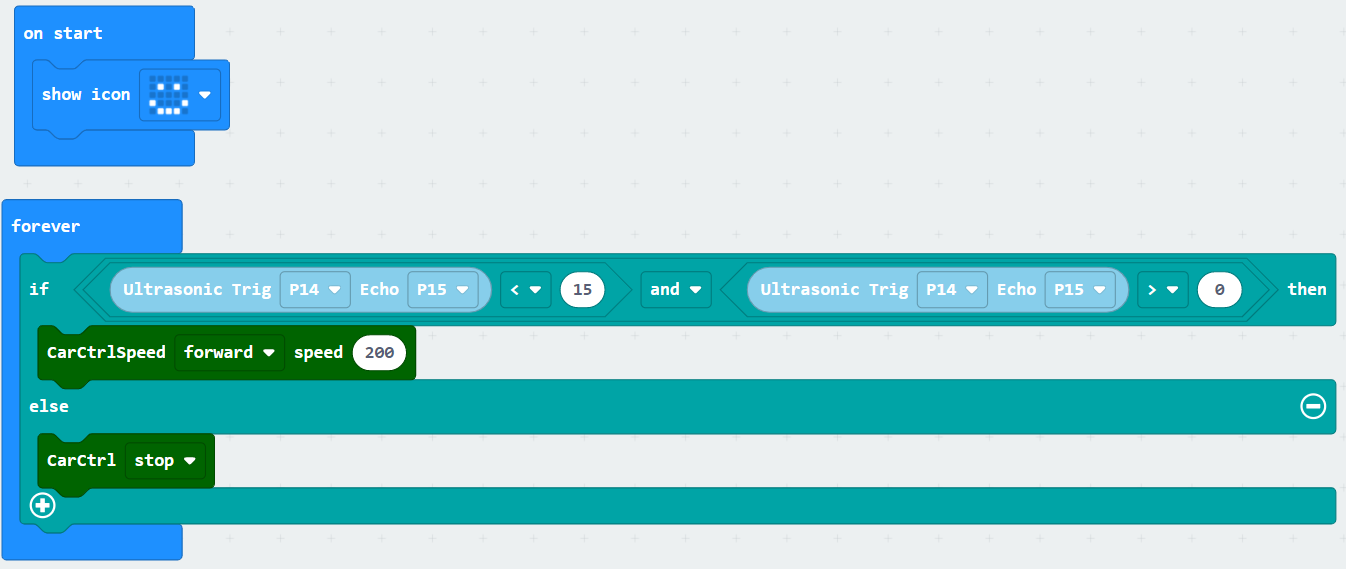 on start
show icon
forever
if Ultrasonic Trig P14 Echo P15 < 15 and Ultrasonic Trig P14 Echo P15 > 0 then
CarCtrlSpeed forward speed 200
else
CarCtrl stop